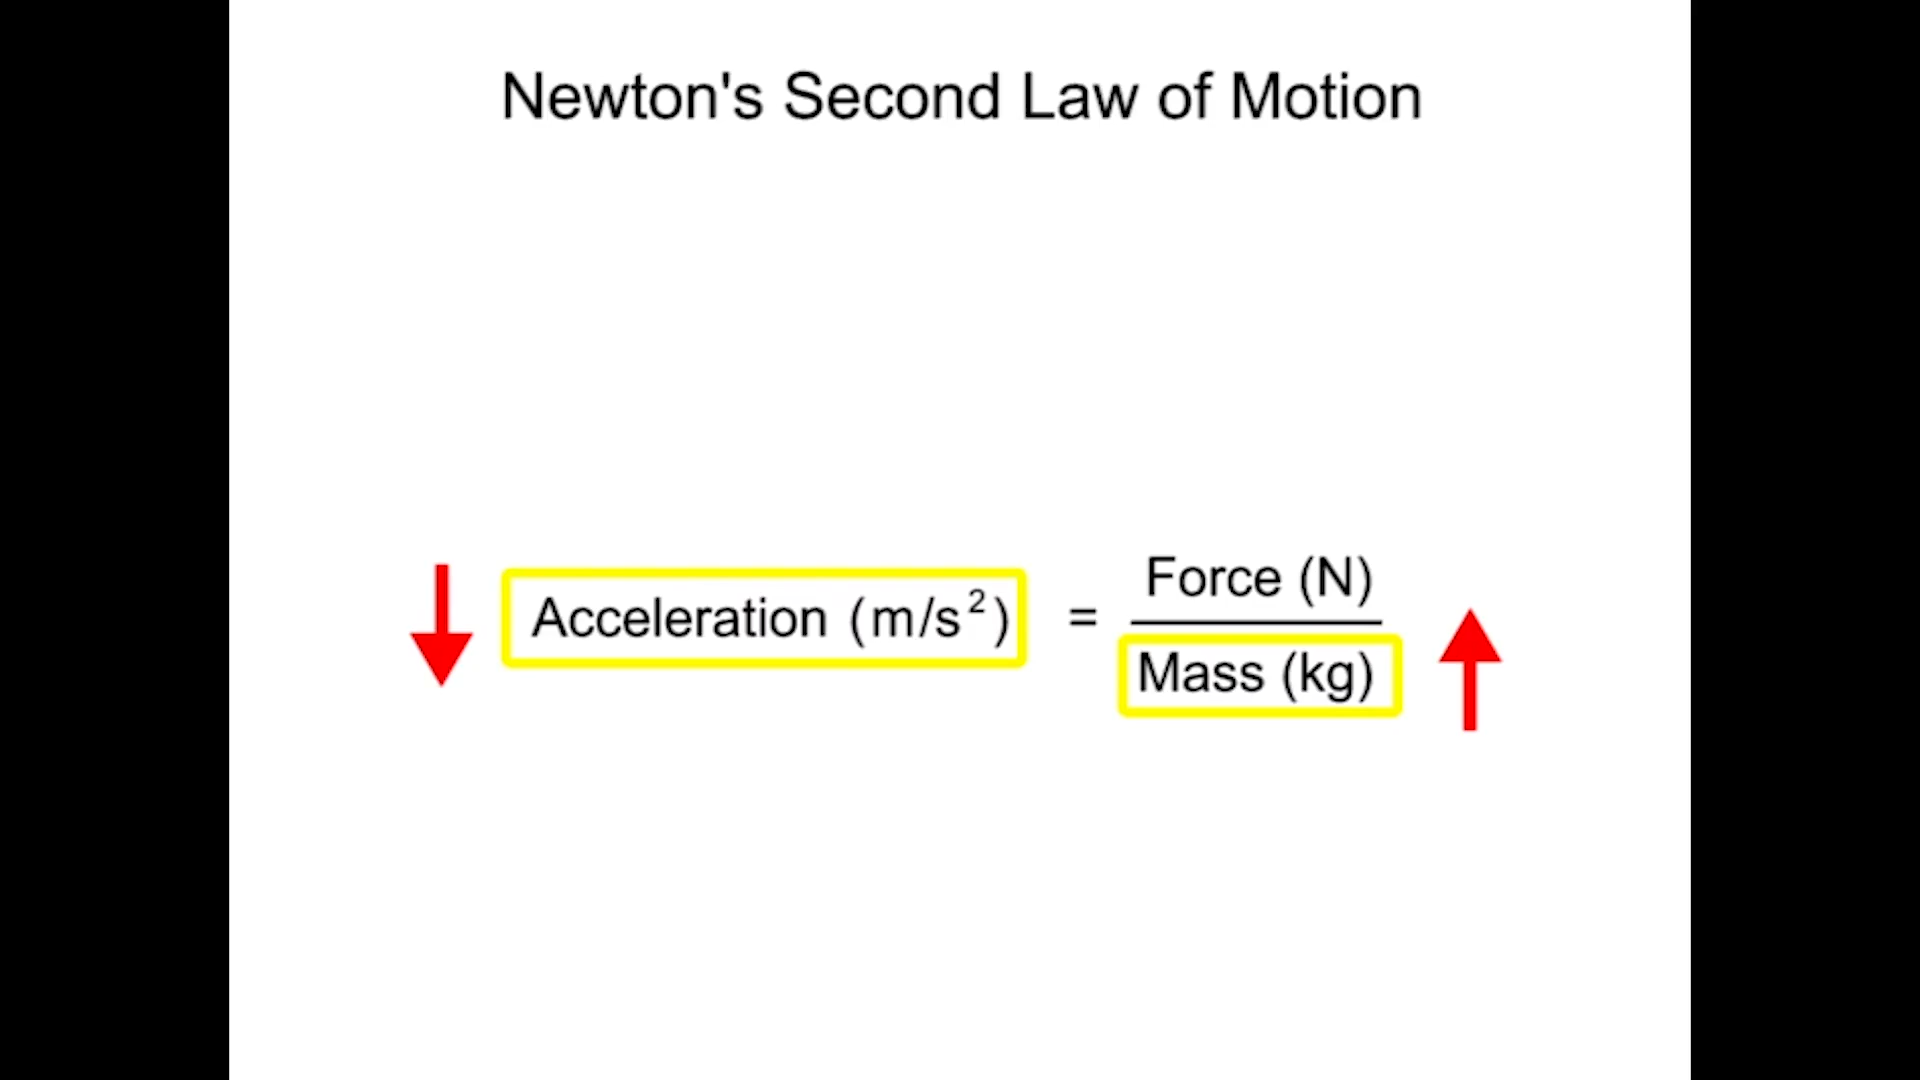 Newton's Second Law of Motion
Acceleration (m/s²) = Force (N)
Mass (kg)